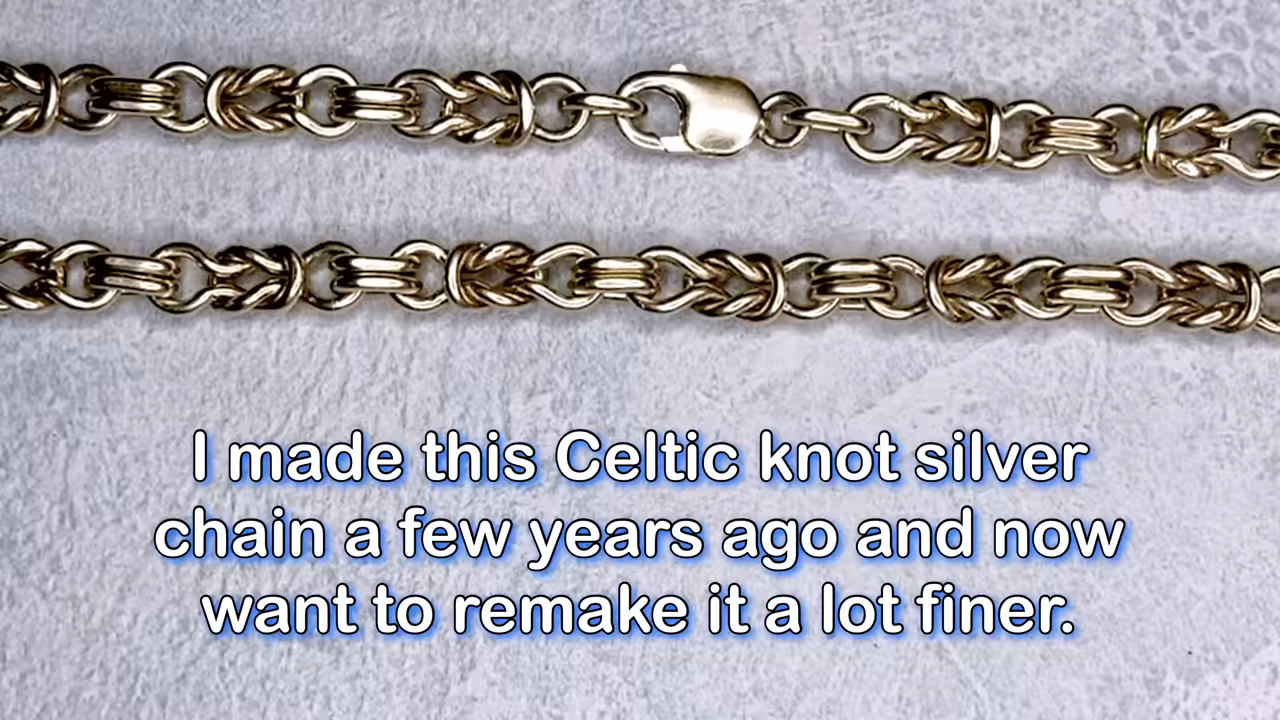 I made this Celtic knot silver
chain a few years ago and now
want to remake it a lot finer.